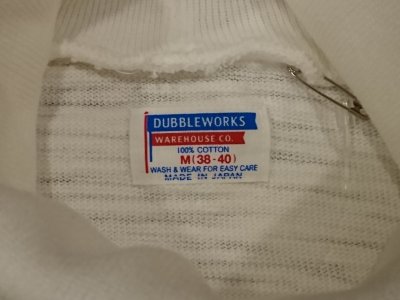 DUBBLEWORKS
WAREHOUSE CO.
100% COTTON
M(38-40)
WASH & WEAR FOR EASY CARE
MADE IN JAPAN